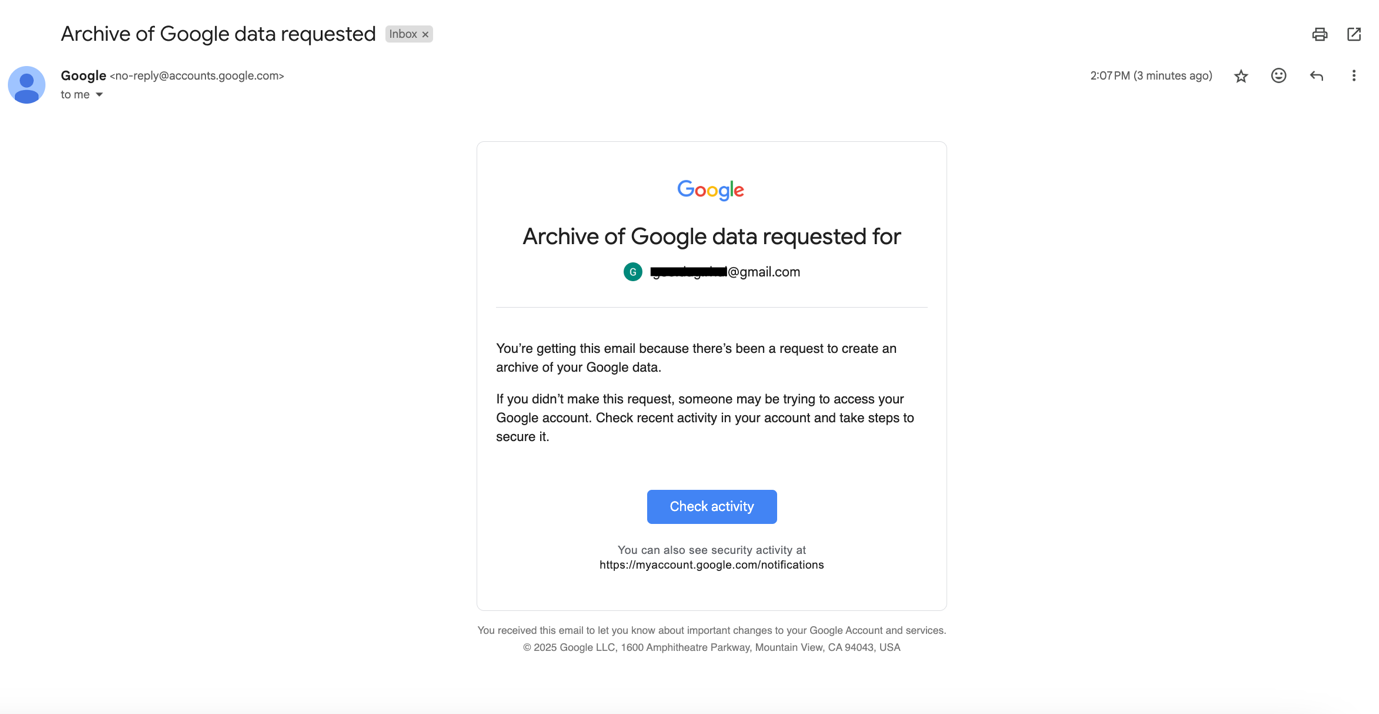 Archive of Google data requested Inbox ×
Google <no-reply@accounts.google.com> 2:07 PM (3 minutes ago)
to me
Google
Archive of Google data requested for
G @gmail.com
You’re getting this email because there’s been a request to create an
archive of your Google data.
If you didn’t make this request, someone may be trying to access your
Google account. Check recent activity in your account and take steps to
secure it.
Check activity
You can also see security activity at
https://myaccount.google.com/notifications
You received this email to let you know about important changes to your Google Account and services.
© 2025 Google LLC, 1600 Amphitheatre Parkway, Mountain View, CA 94043, USA